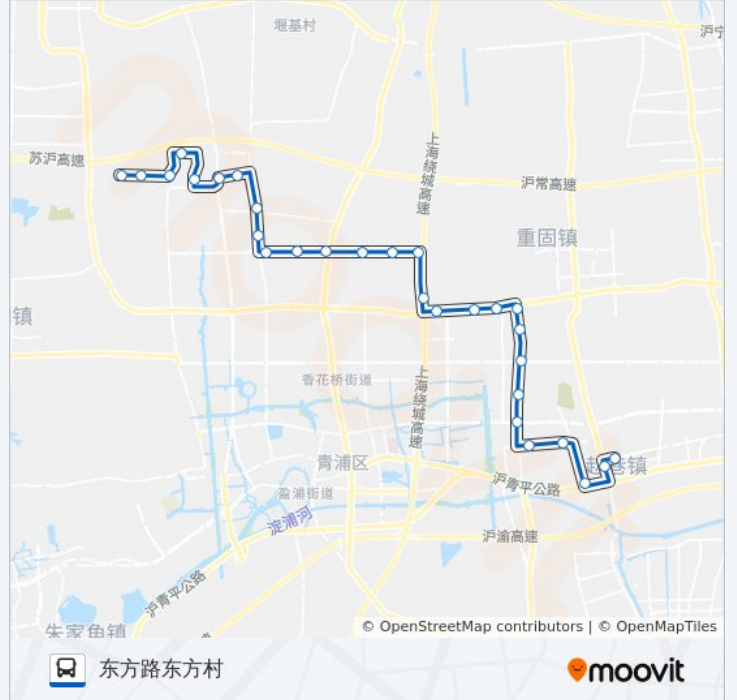 堰基村
沪宁
苏沪高速
上海绕城高速
沪常高速
重固镇
镇
香花桥街道
上海绕城高速
青浦区
赵巷镇
盈浦街道
沪青平公路
淀浦河
沪渝高速
沪青平公路
朱家角镇
© OpenStreetMap contributors | © OpenMapTiles
东方路东方村
moovit